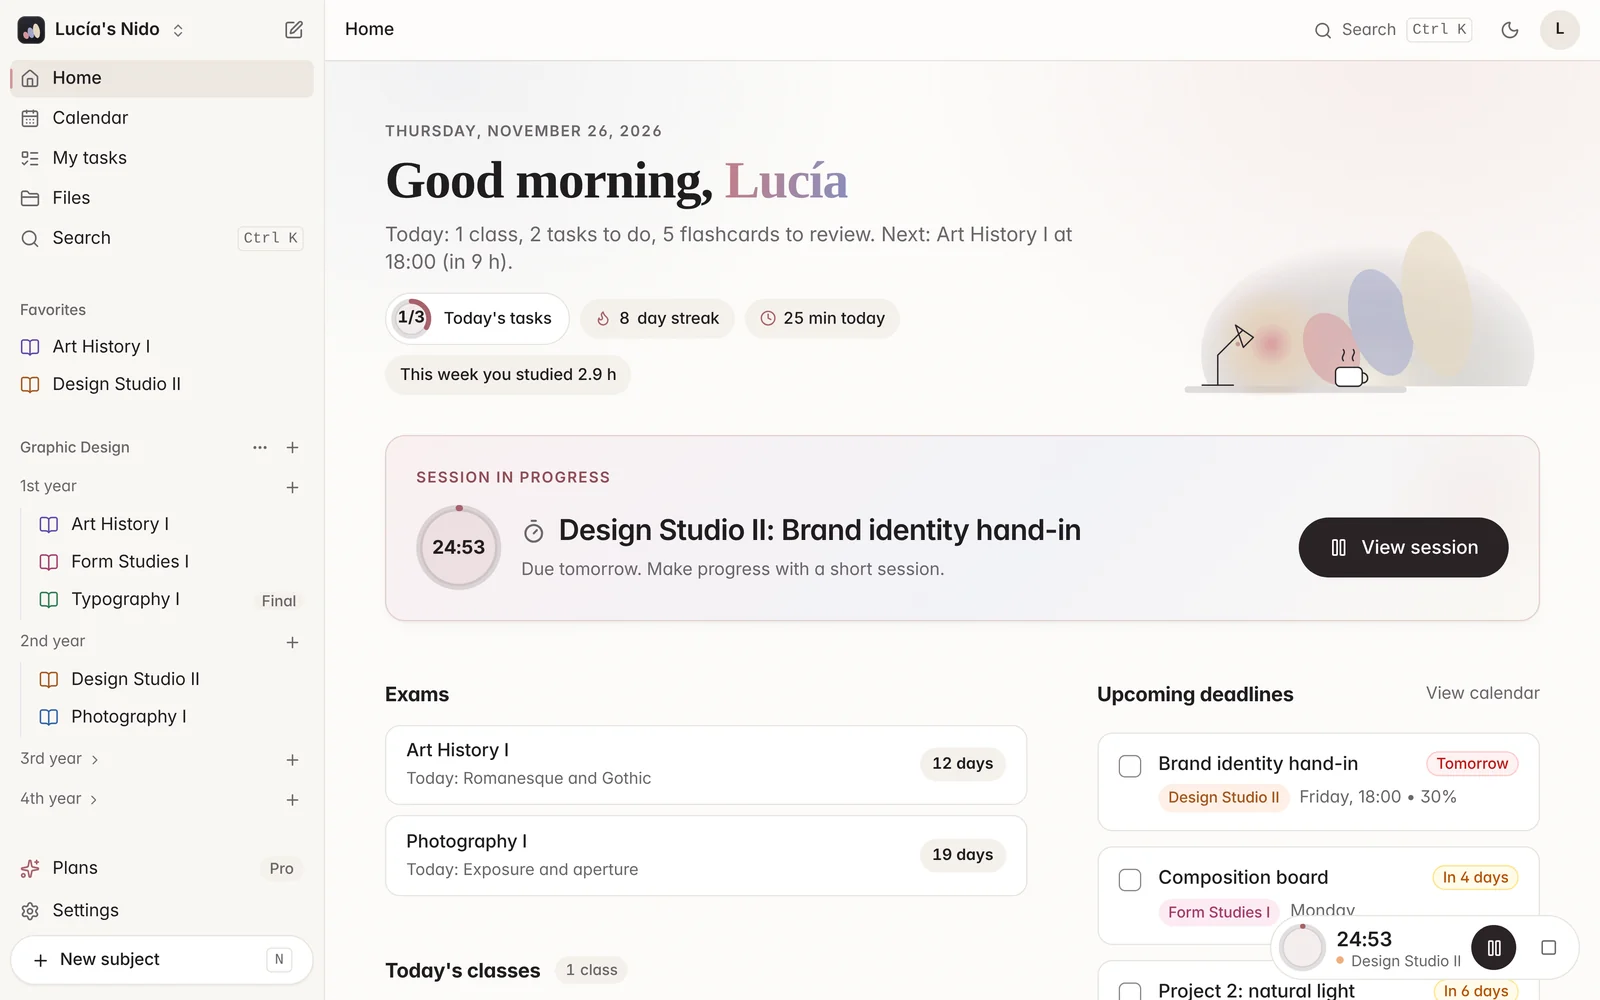 Lucía's Nido
Home
Calendar
My tasks
Files
Search Ctrl K
Favorites
Art History I
Design Studio II
Graphic Design
1st year
Art History I
Form Studies I
Typography I Final
2nd year
Design Studio II
Photography I
3rd year
4th year
Plans Pro
Settings
New subject N
Home
Search Ctrl K
L
THURSDAY, NOVEMBER 26, 2026
Good morning, Lucía
Today: 1 class, 2 tasks to do, 5 flashcards to review. Next: Art History I at
18:00 (in 9 h).
1/3 Today's tasks
8 day streak
25 min today
This week you studied 2.9 h
SESSION IN PROGRESS
24:53
Design Studio II: Brand identity hand-in
Due tomorrow. Make progress with a short session.
View session
Exams
Art History I
Today: Romanesque and Gothic
12 days
Photography I
Today: Exposure and aperture
19 days
Today's classes 1 class
Upcoming deadlines View calendar
Brand identity hand-in Tomorrow
Design Studio II Friday, 18:00 • 30%
Composition board In 4 days
Form Studies I Monday
Project 2: natural light In 6 days
24:53
Design Studio II